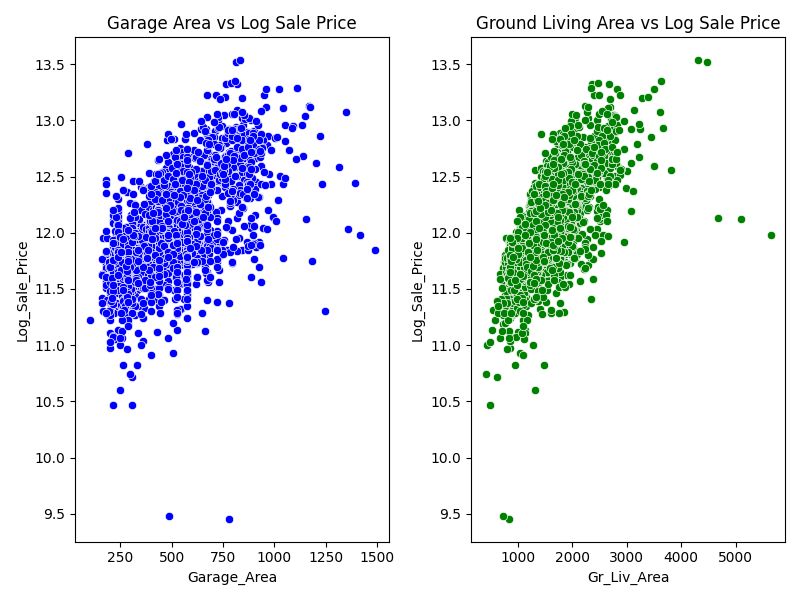 Garage Area vs Log Sale Price
Log_Sale_Price
13.5
13.0
12.5
12.0
11.5
11.0
10.5
10.0
9.5
250 500 750 1000 1250 1500
Garage_Area
Ground Living Area vs Log Sale Price
Log_Sale_Price
13.5
13.0
12.5
12.0
11.5
11.0
10.5
10.0
9.5
1000 2000 3000 4000 5000
Gr_Liv_Area